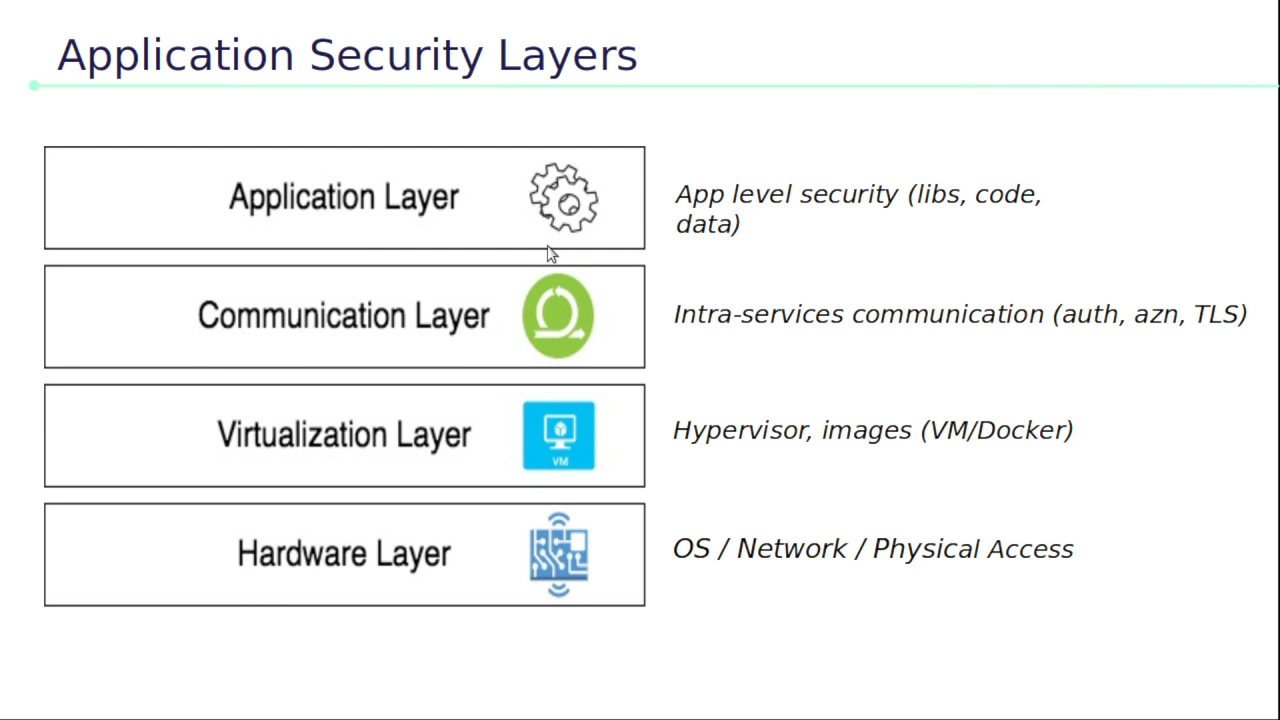 Application Security Layers
Application Layer
App level security (libs, code,
data)
Communication Layer
Intra-services communication (auth, azn, TLS)
Virtualization Layer
VM
Hypervisor, images (VM/Docker)
Hardware Layer
OS / Network / Physical Access